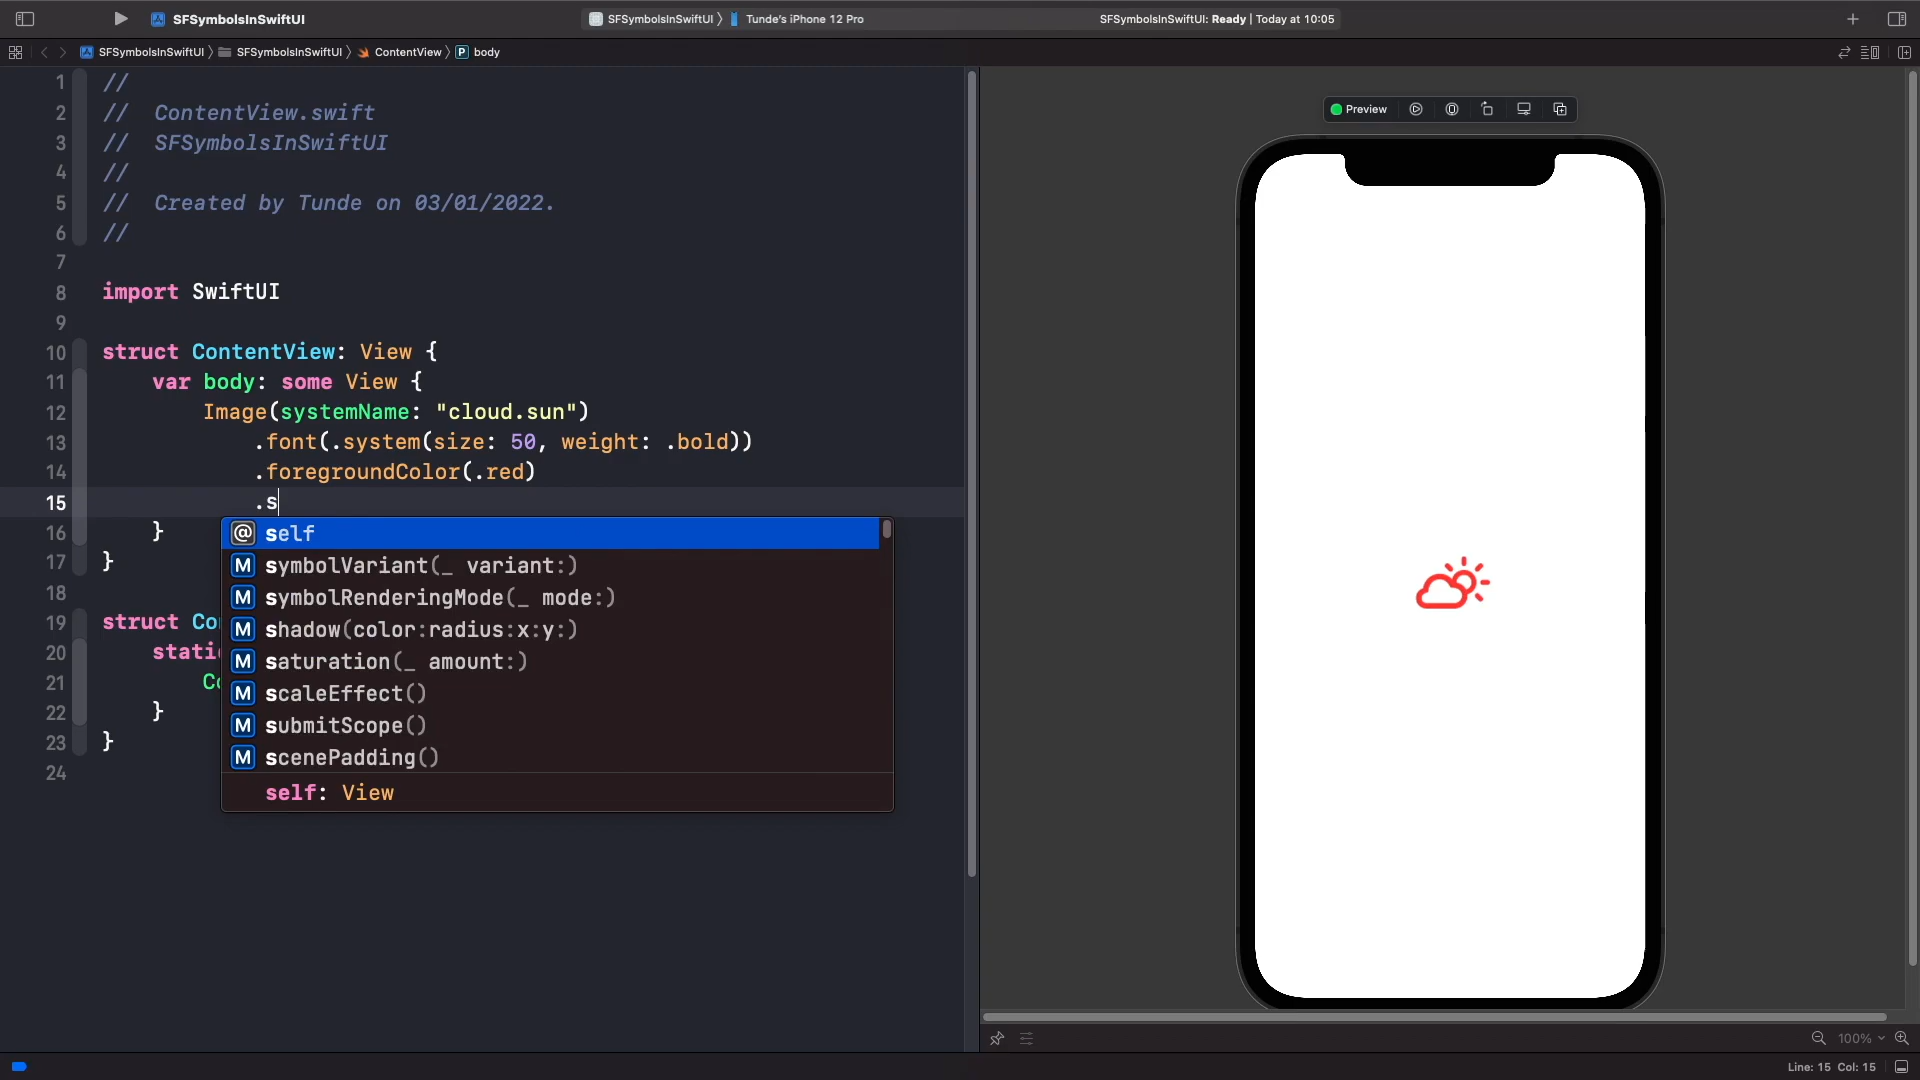 SFSymbolsInSwiftUI
SFSymbolsInSwiftUI 〉 Tunde's iPhone 12 Pro
SFSymbolsInSwiftUI: Ready | Today at 10:05
SFSymbolsInSwiftUI 〉 SFSymbolsInSwiftUI 〉 ContentView 〉 P body
1 //
2 // ContentView.swift
3 // SFSymbolsInSwiftUI
4 //
5 // Created by Tunde on 03/01/2022.
6 //
7
8 import SwiftUI
9
10 struct ContentView: View {
11 var body: some View {
12 Image(systemName: "cloud.sun")
13 .font(.system(size: 50, weight: .bold))
14 .foregroundColor(.red)
15 .s
16 }
17 }
18
19 struct Con
20 stati
21 Co
22 }
23 }
24
@ self
M symbolVariant(_ variant:)
M symbolRenderingMode(_ mode:)
M shadow(color:radius:x:y:)
M saturation(_ amount:)
M scaleEffect()
M submitScope()
M scenePadding()
self: View
Preview
100%
Line: 15 Col: 15